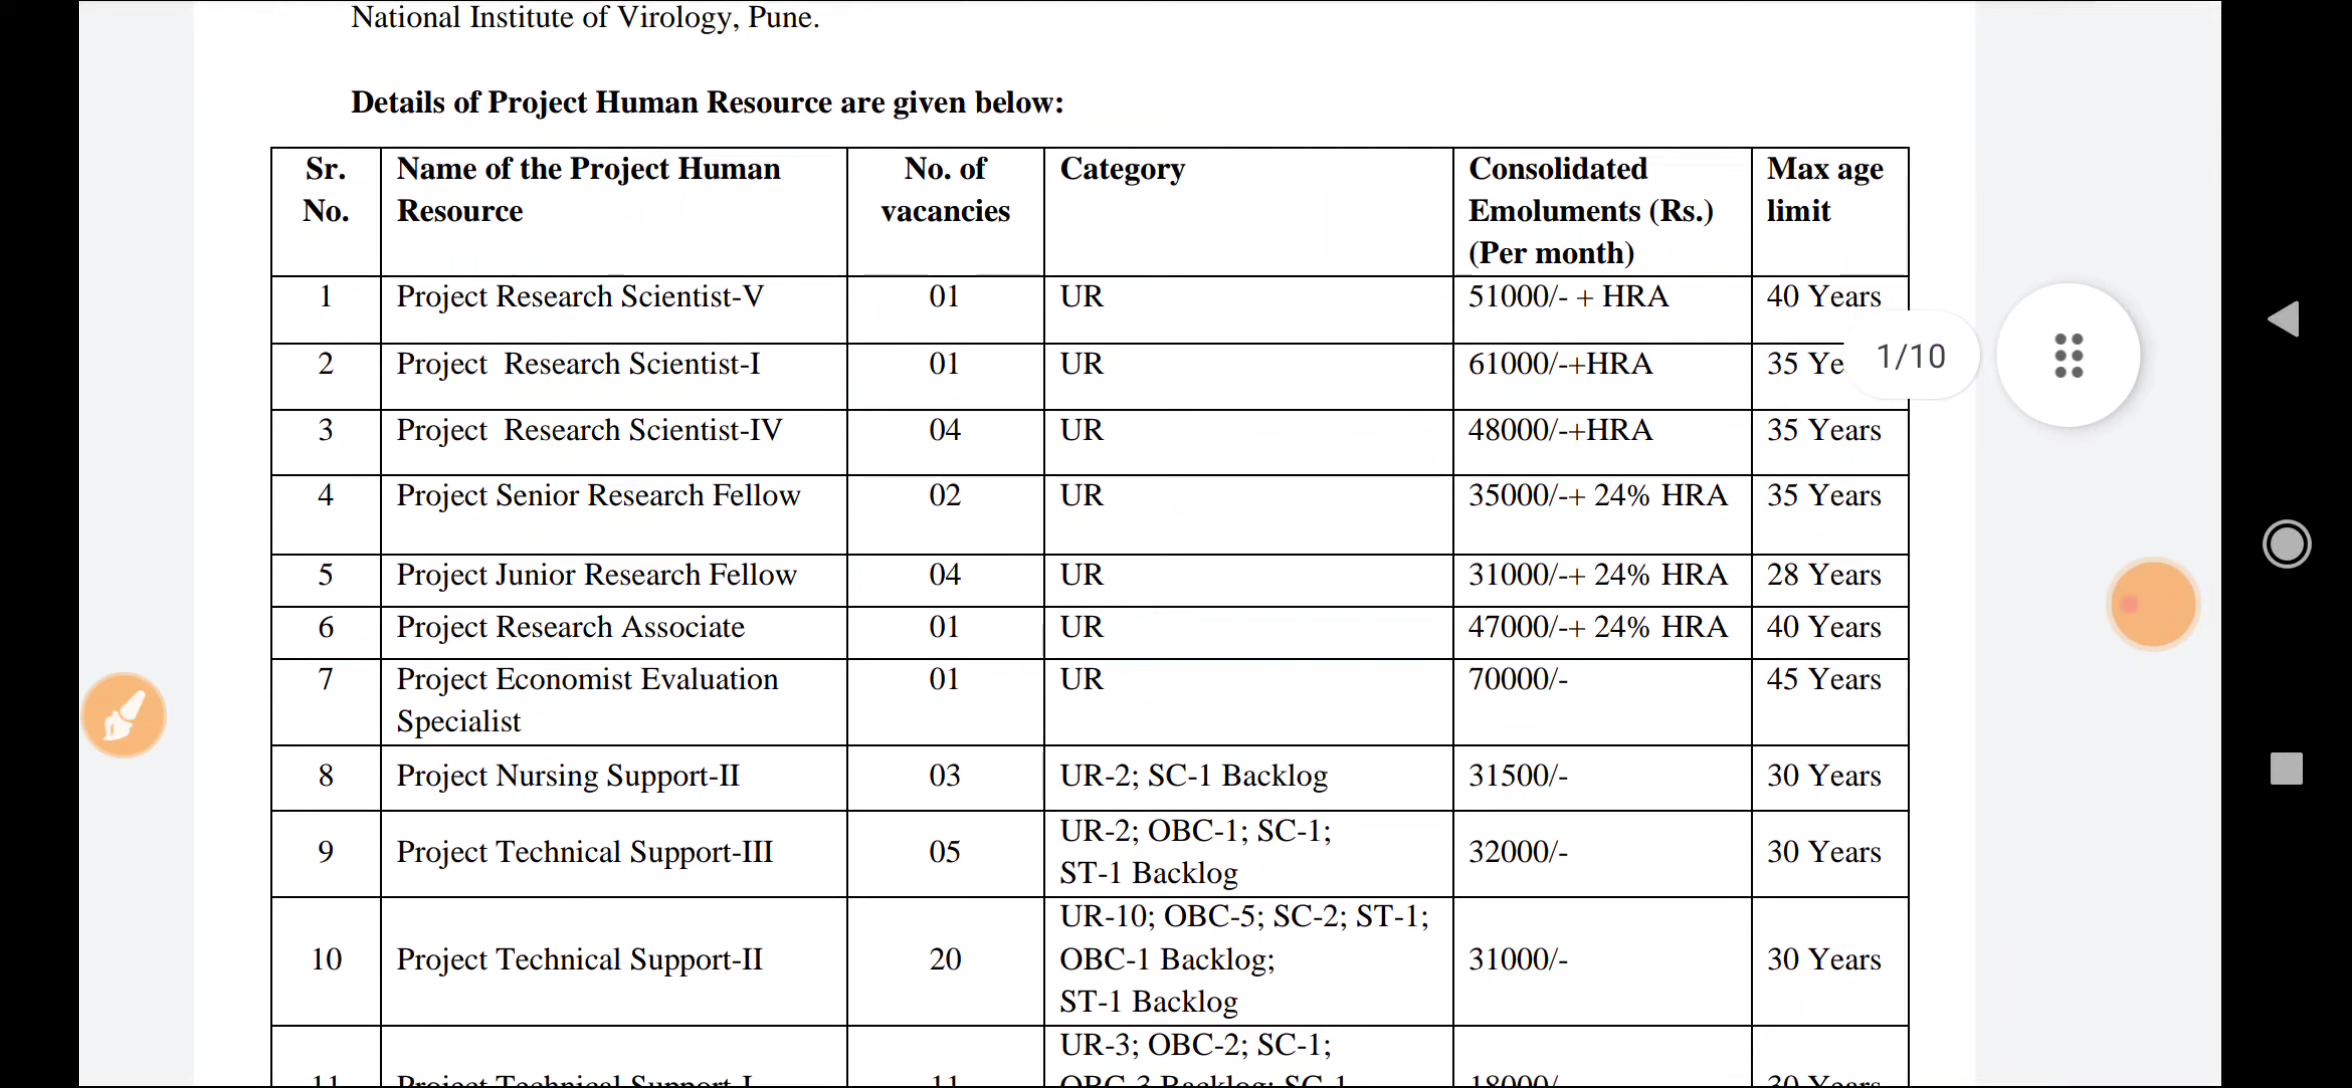 National Institute of Virology, Pune.
Details of Project Human Resource are given below:
Sr. No. Name of the Project Human Resource No. of vacancies Category Consolidated Emoluments (Rs.) (Per month) Max age limit
1 Project Research Scientist-V 01 UR 51000/- + HRA 40 Years
2 Project Research Scientist-I 01 UR 61000/-+HRA 35 Ye
1/10
3 Project Research Scientist-IV 04 UR 48000/-+HRA 35 Years
4 Project Senior Research Fellow 02 UR 35000/-+ 24% HRA 35 Years
5 Project Junior Research Fellow 04 UR 31000/-+ 24% HRA 28 Years
6 Project Research Associate 01 UR 47000/-+ 24% HRA 40 Years
7 Project Economist Evaluation Specialist 01 UR 70000/- 45 Years
8 Project Nursing Support-II 03 UR-2; SC-1 Backlog 31500/- 30 Years
9 Project Technical Support-III 05 UR-2; OBC-1; SC-1; ST-1 Backlog 32000/- 30 Years
10 Project Technical Support-II 20 UR-10; OBC-5; SC-2; ST-1; OBC-1 Backlog; ST-1 Backlog 31000/- 30 Years
UR-3; OBC-2; SC-1;
11 Project Technical Support-I 11 18000/ 30 Years